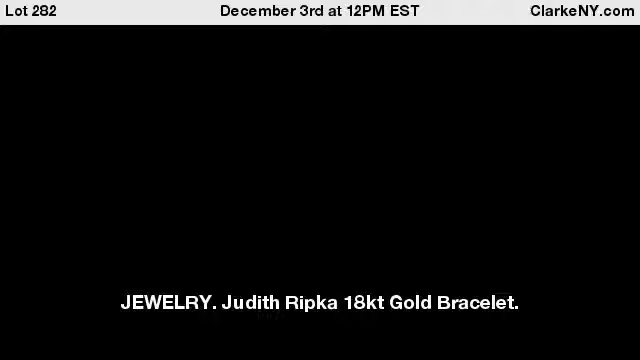 Lot 282 December 3rd at 12PM EST ClarkeNY.com
JEWELRY. Judith Ripka 18kt Gold Bracelet.